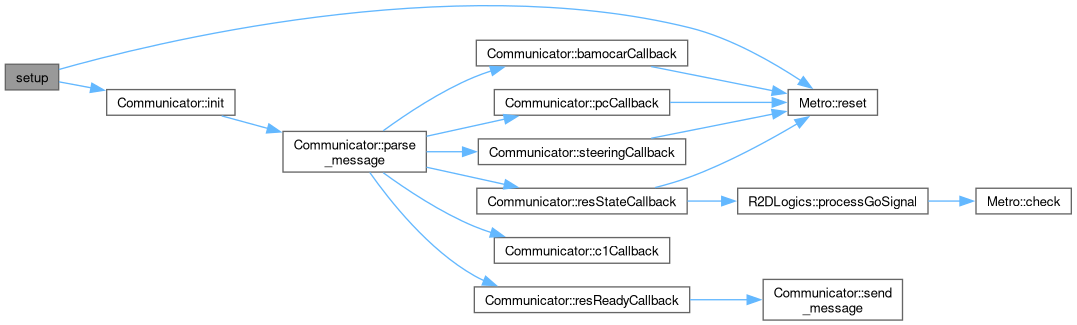 setup
Communicator::init
Communicator::parse
_message
Communicator::bamocarCallback
Communicator::pcCallback
Communicator::steeringCallback
Communicator::resStateCallback
Communicator::c1Callback
Communicator::resReadyCallback
Metro::reset
R2DLogics::processGoSignal
Metro::check
Communicator::send
_message